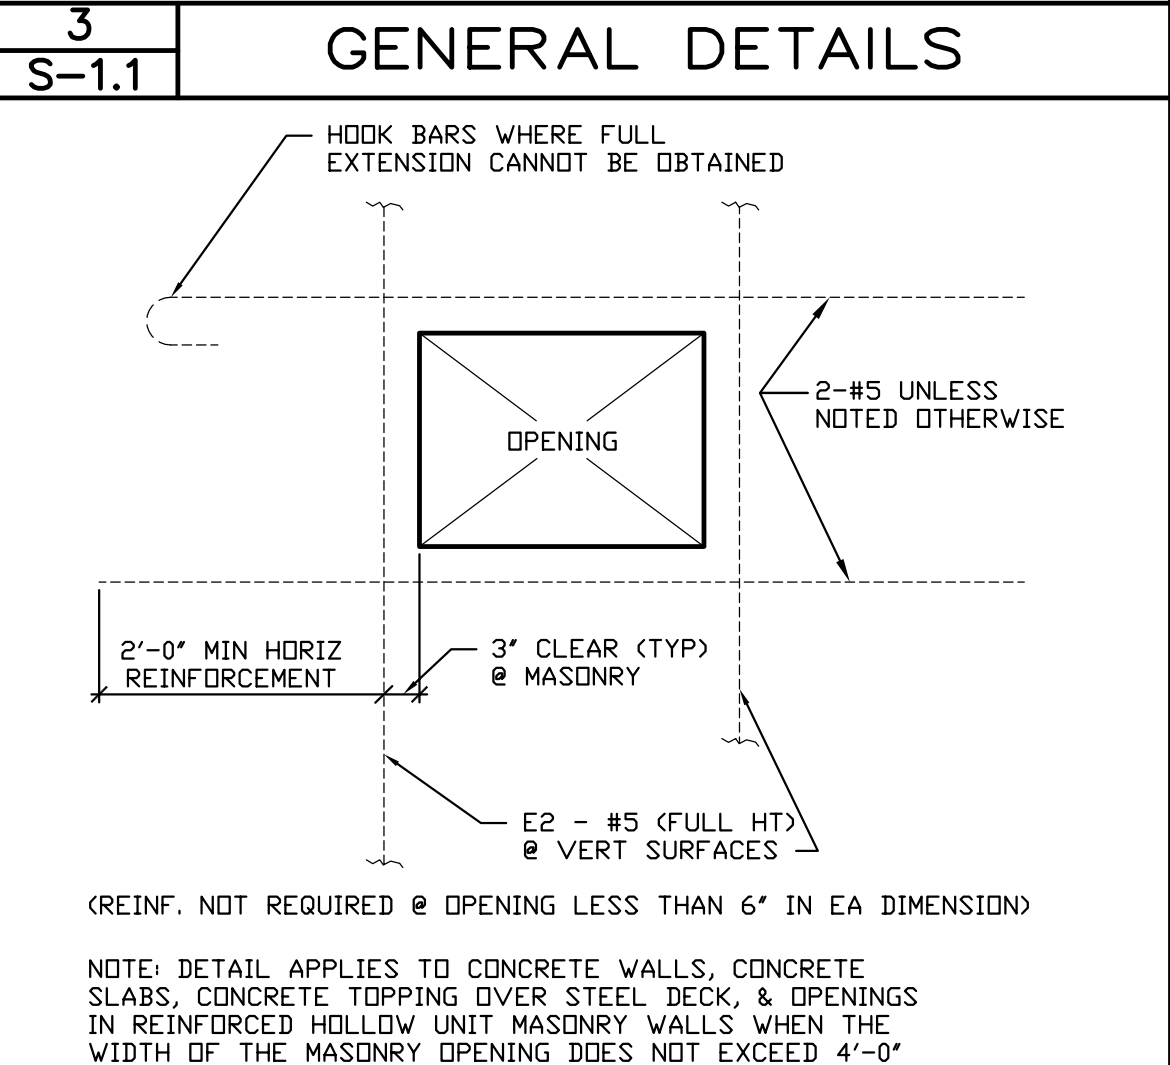 3
S-1.1
GENERAL DETAILS
HOOK BARS WHERE FULL
EXTENSION CANNOT BE OBTAINED
2-#5 UNLESS
NOTED OTHERWISE
OPENING
2'-0" MIN HORIZ
REINFORCEMENT
3" CLEAR (TYP)
@ MASONRY
E2 - #5 (FULL HT)
@ VERT SURFACES
(REINF. NOT REQUIRED @ OPENING LESS THAN 6" IN EA DIMENSION)
NOTE: DETAIL APPLIES TO CONCRETE WALLS, CONCRETE
SLABS, CONCRETE TOPPING OVER STEEL DECK, & OPENINGS
IN REINFORCED HOLLOW UNIT MASONRY WALLS WHEN THE
WIDTH OF THE MASONRY OPENING DOES NOT EXCEED 4'-0"